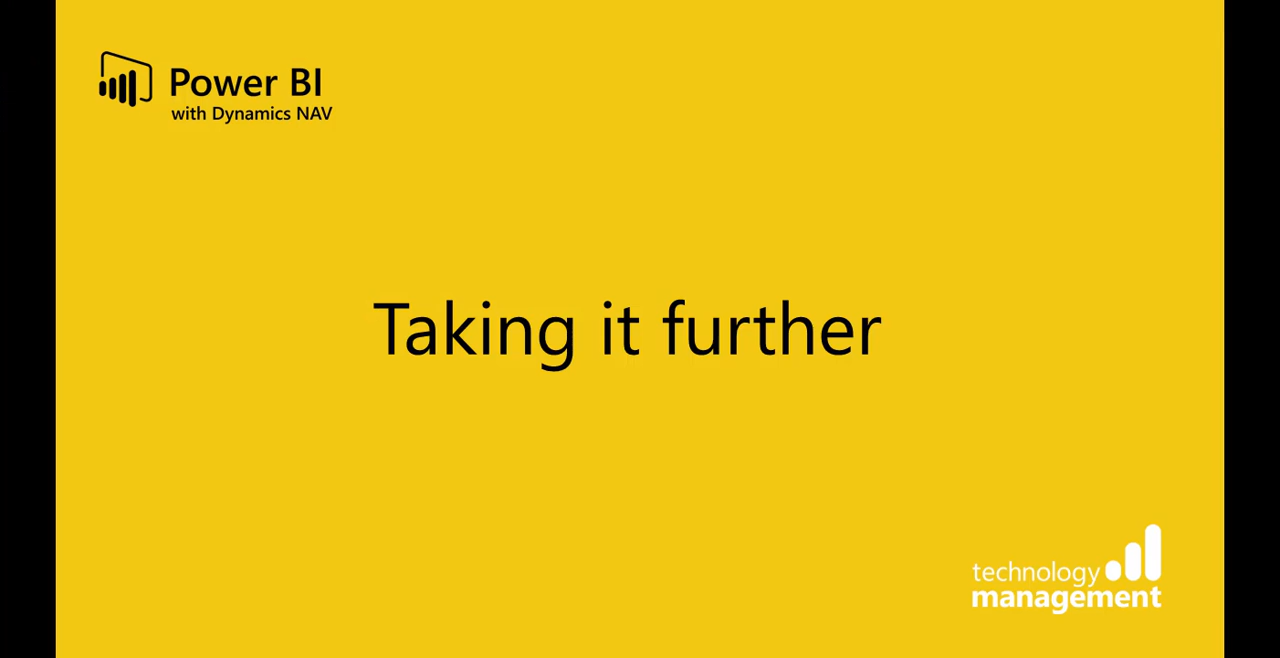 Power BI
with Dynamics NAV
Taking it further
technology
management